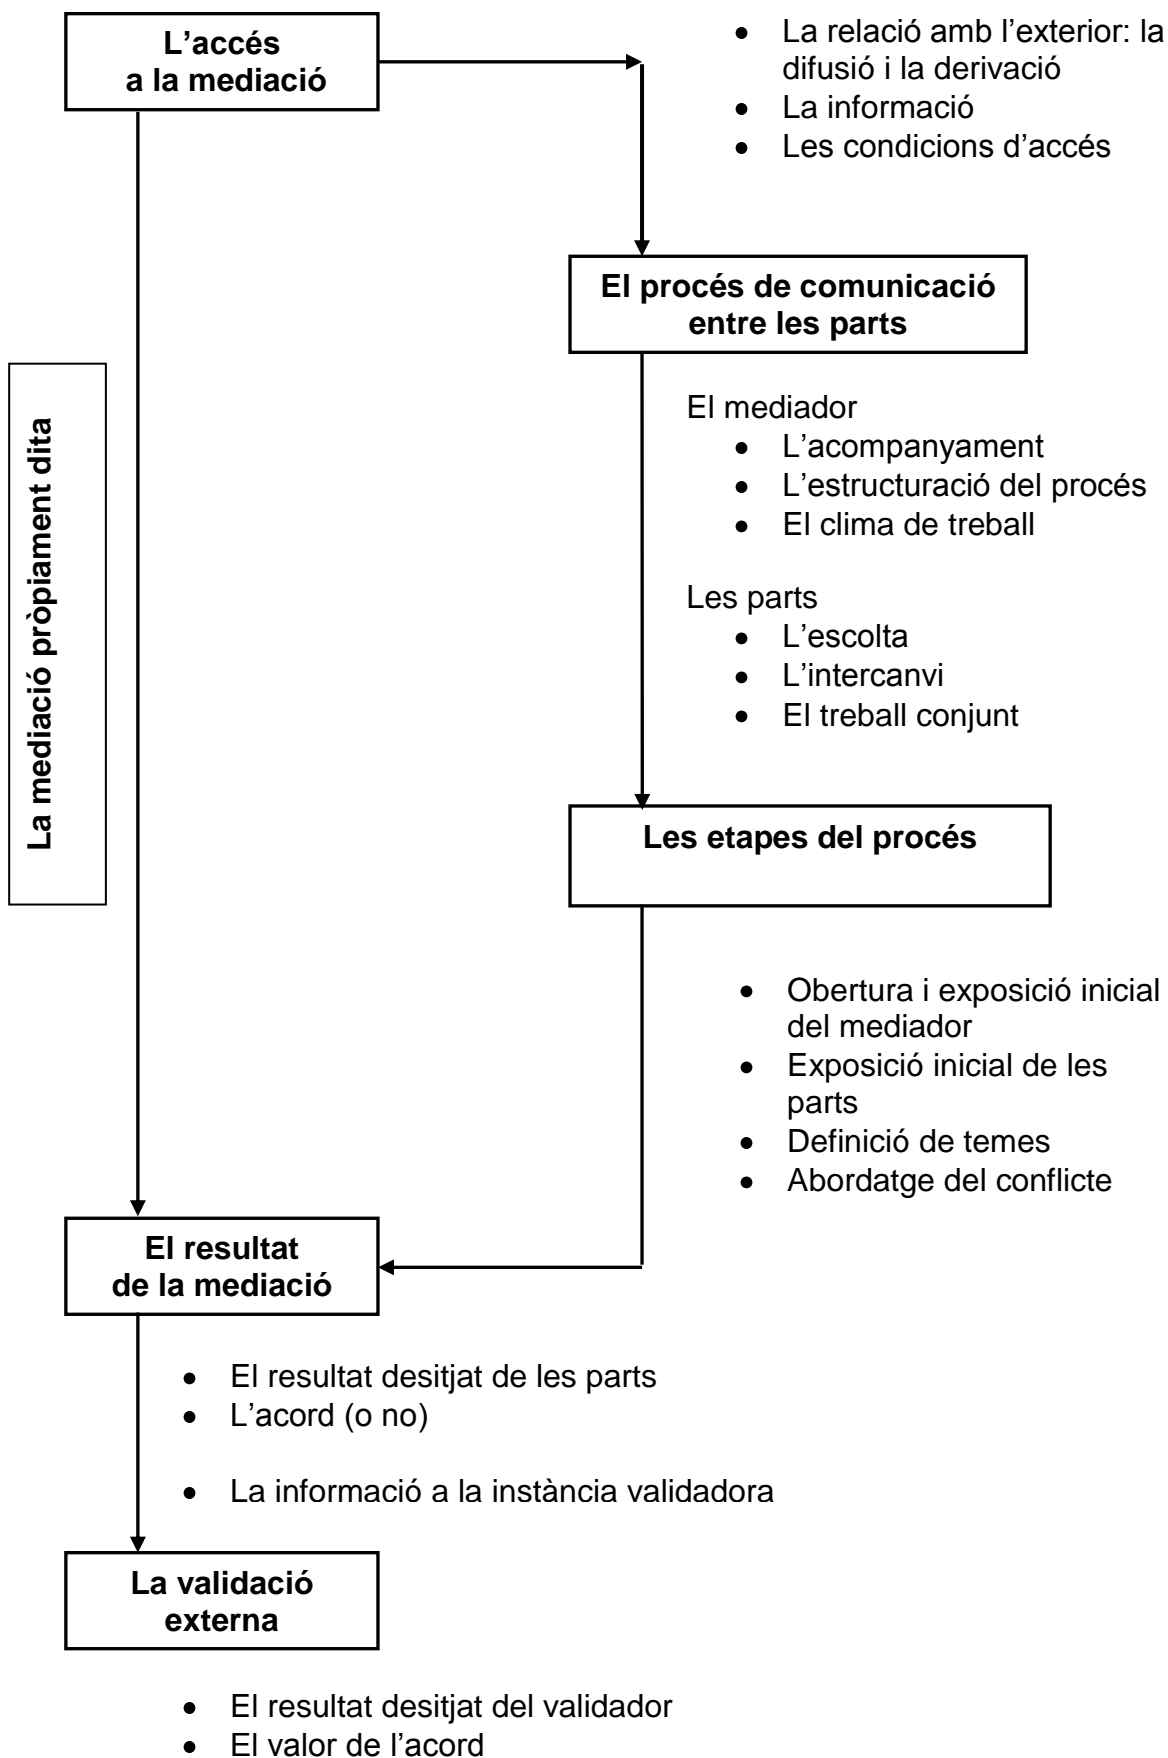 L’accés
a la mediació
• La relació amb l’exterior: la
difusió i la derivació
• La informació
• Les condicions d’accés
El procés de comunicació
entre les parts
La mediació pròpiament dita
El mediador
• L’acompanyament
• L’estructuració del procés
• El clima de treball
Les parts
• L’escolta
• L’intercanvi
• El treball conjunt
Les etapes del procés
• Obertura i exposició inicial
del mediador
• Exposició inicial de les
parts
• Definició de temes
• Abordatge del conflicte
El resultat
de la mediació
• El resultat desitjat de les parts
• L’acord (o no)
• La informació a la instància validadora
La validació
externa
• El resultat desitjat del validador
• El valor de l’acord